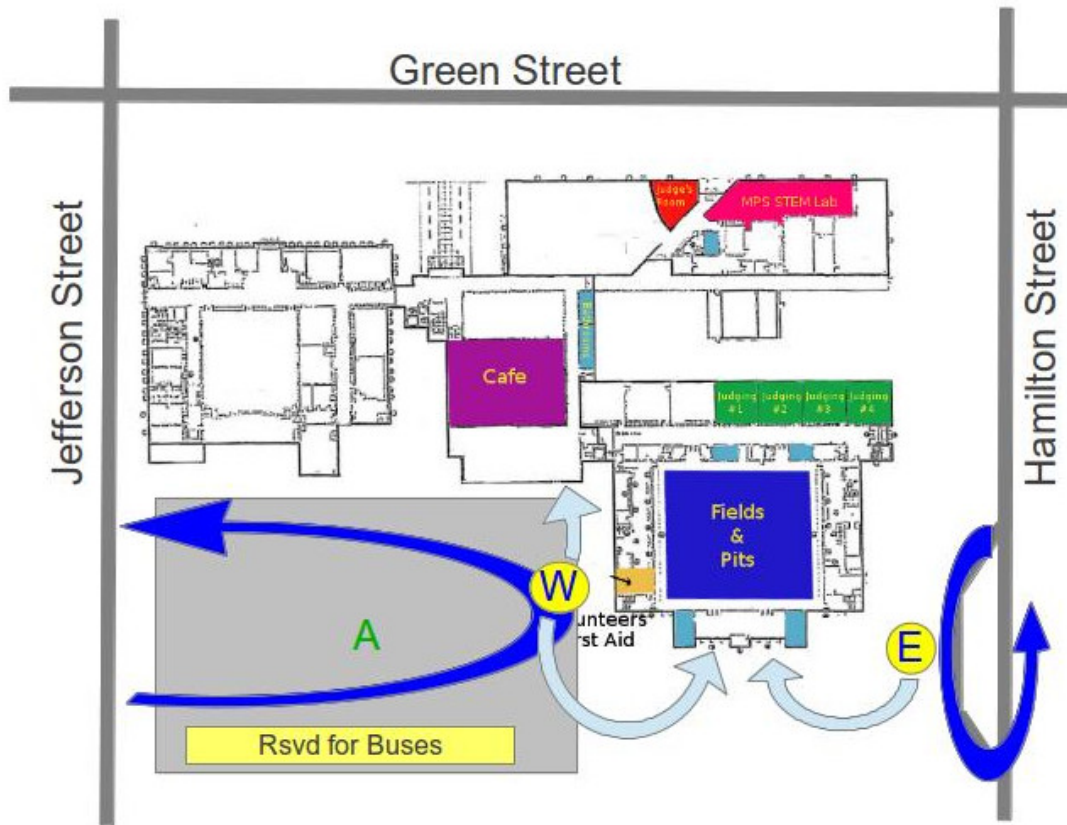 Green Street
Jefferson Street
Hamilton Street
Judge's
Room
MPS STEM Lab
Cafe
Judging
#1
Judging
#2
Judging
#3
Judging
#4
Fields
&
Pits
W
unteers
rst Aid
E
A
Rsvd for Buses